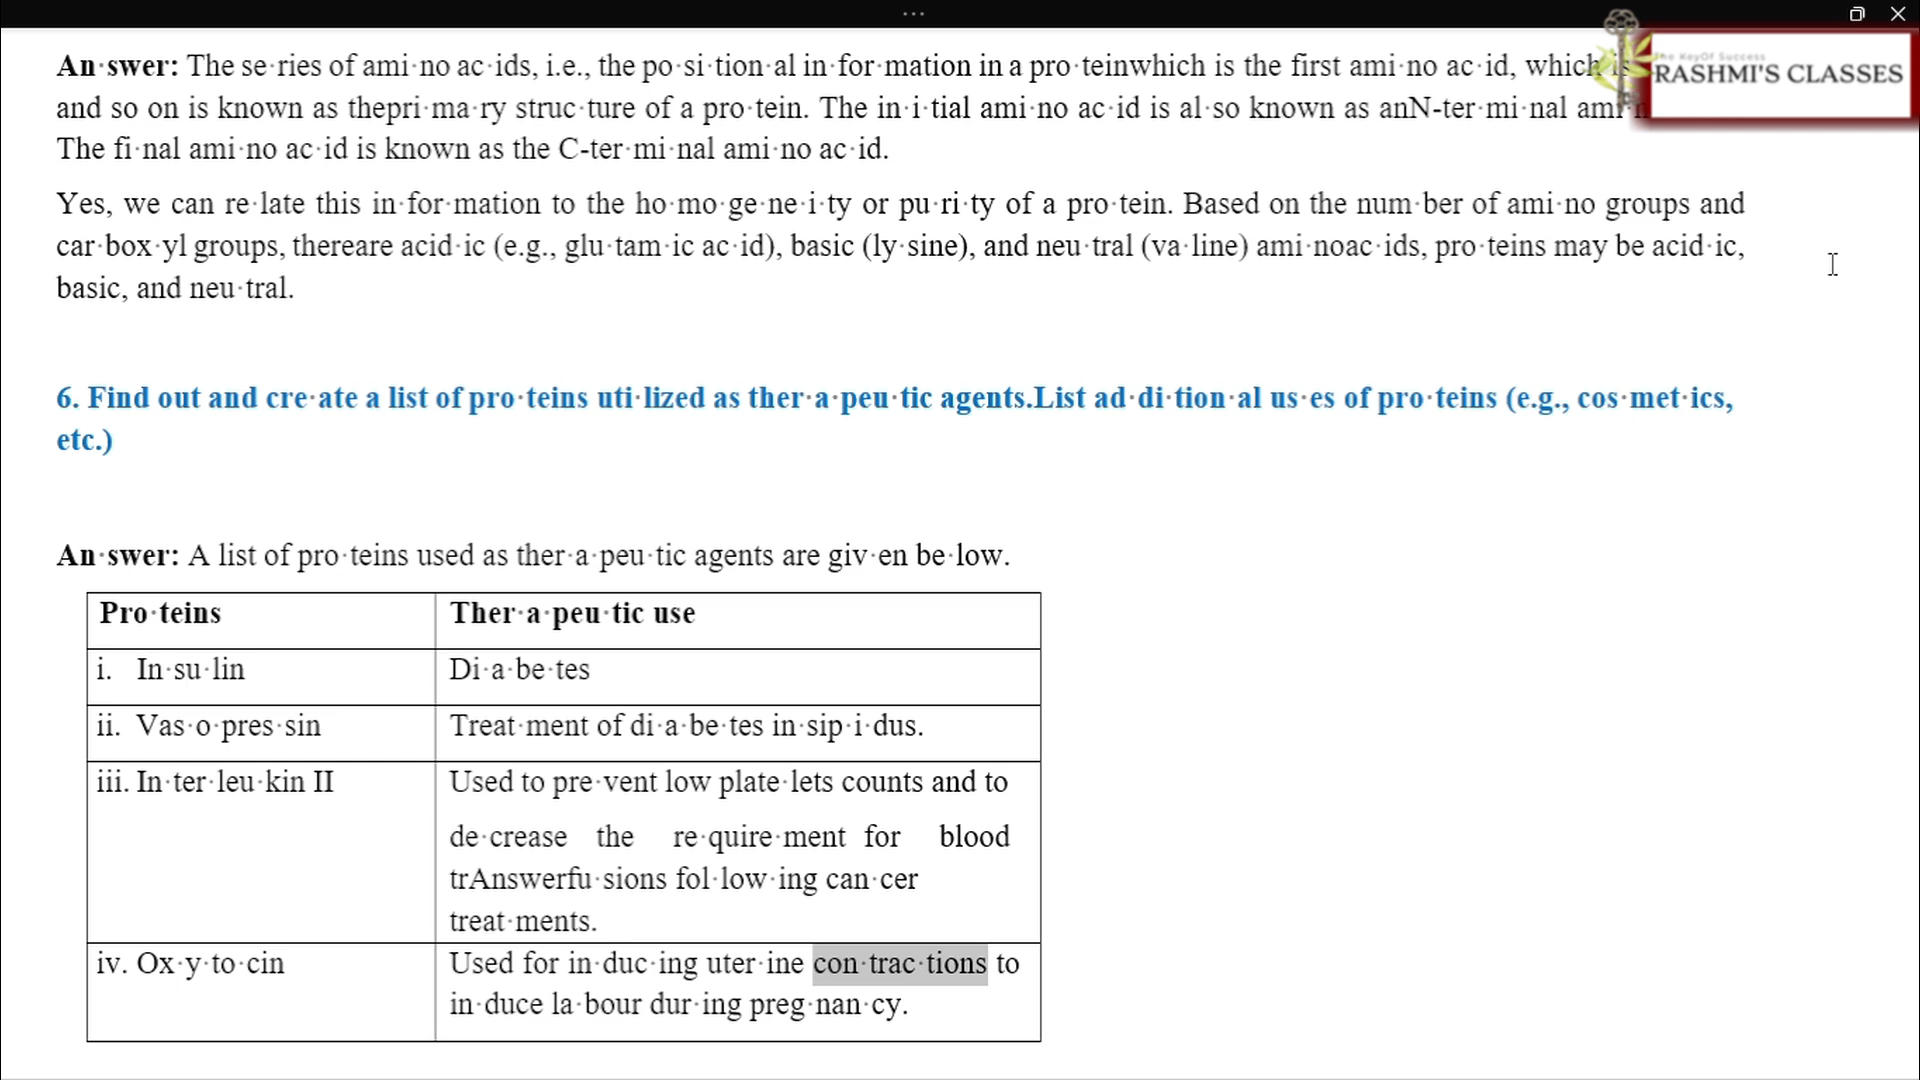 The KeyOf Success
RASHMI'S CLASSES
An·swer: The se·ries of ami·no ac·ids, i.e., the po·si·tion·al in·for·mation in a pro·teinwhich is the first ami·no ac·id, which
and so on is known as thepri·ma·ry struc·ture of a pro·tein. The in·i·tial ami·no ac·id is al·so known as anN-ter·mi·nal
The fi·nal ami·no ac·id is known as the C-ter·mi·nal ami·no ac·id.
Yes, we can re·late this in·for·mation to the ho·mo·ge·ne·i·ty or pu·ri·ty of a pro·tein. Based on the num·ber of ami·no groups and
car·box·yl groups, thereare acid·ic (e.g., glu·tam·ic ac·id), basic (ly·sine), and neu·tral (va·line) ami·noac·ids, pro·teins may be acid·ic,
basic, and neu·tral.
6. Find out and cre·ate a list of pro·teins uti·lized as ther·a·peu·tic agents.List ad·di·tion·al us·es of pro·teins (e.g., cos·met·ics,
etc.)
An·swer: A list of pro·teins used as ther·a·peu·tic agents are giv·en be·low.
Pro·teins Ther·a·peu·tic use
i. In·su·lin Di·a·be·tes
ii. Vas·o·pres·sin Treat·ment of di·a·be·tes in·sip·i·dus.
iii. In·ter·leu·kin II Used to pre·vent low plate·lets counts and to
de·crease the re·quire·ment for blood
trAnswerfu·sions fol·low·ing can·cer
treat·ments.
iv. Ox·y·to·cin Used for in·duc·ing uter·ine con·trac·tions to
in·duce la·bour dur·ing preg·nan·cy.